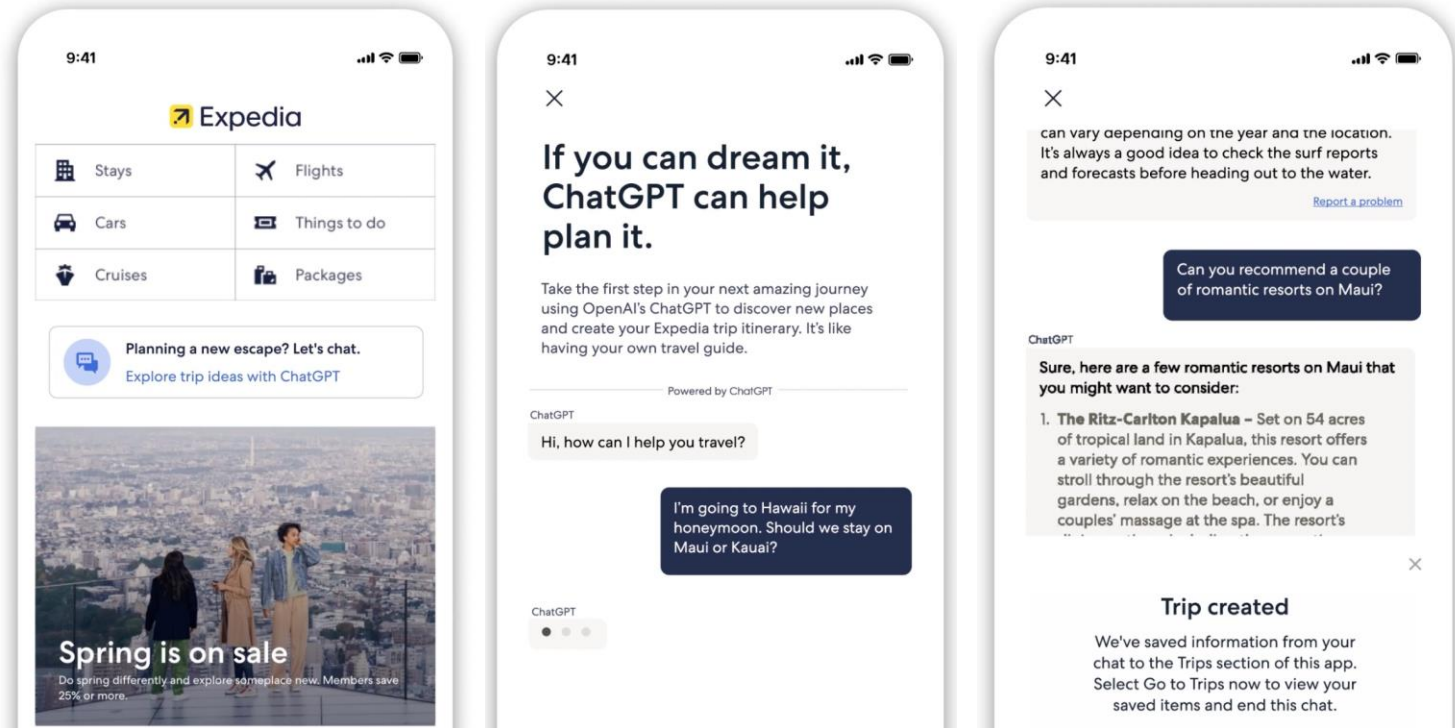 9:41
Expedia
Stays
Flights
Cars
Things to do
Cruises
Packages
Planning a new escape? Let's chat.
Explore trip ideas with ChatGPT
Spring is on sale
Do spring differently and explore someplace new. Members save
25% or more.
9:41
If you can dream it,
ChatGPT can help
plan it.
Take the first step in your next amazing journey
using OpenAI's ChatGPT to discover new places
and create your Expedia trip itinerary. It's like
having your own travel guide.
Powered by ChatGPT
ChatGPT
Hi, how can I help you travel?
I'm going to Hawaii for my
honeymoon. Should we stay on
Maui or Kauai?
ChatGPT
9:41
can vary depending on the year and the location.
It's always a good idea to check the surf reports
and forecasts before heading out to the water.
Report a problem
Can you recommend a couple
of romantic resorts on Maui?
ChatGPT
Sure, here are a few romantic resorts on Maui that
you might want to consider:
1. The Ritz-Carlton Kapalua – Set on 54 acres
of tropical land in Kapalua, this resort offers
a variety of romantic experiences. You can
stroll through the resort's beautiful
gardens, relax on the beach, or enjoy a
couples' massage at the spa. The resort's
Trip created
We've saved information from your
chat to the Trips section of this app.
Select Go to Trips now to view your
saved items and end this chat.